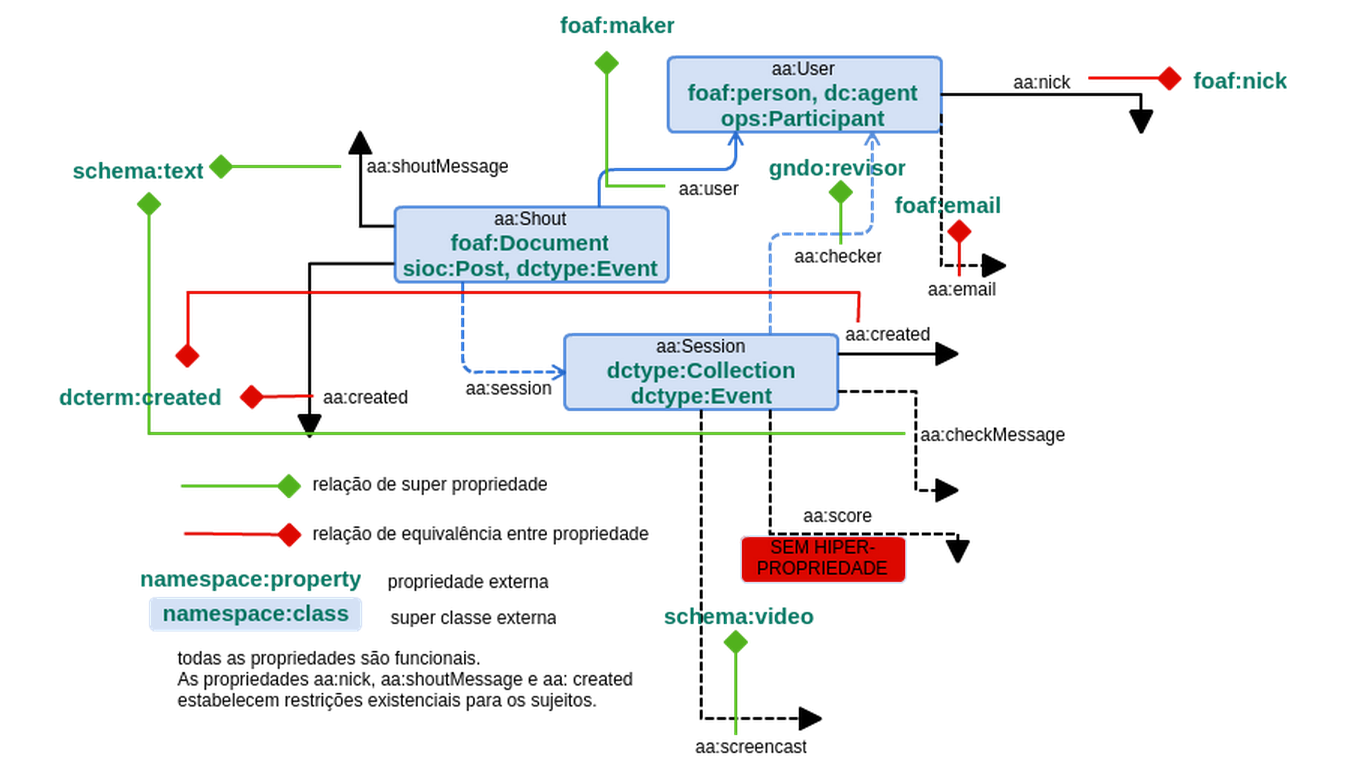 foaf:maker
aa:User
foaf:person, dc:agent
ops:Participant
aa:nick
foaf:nick
schema:text
aa:shoutMessage
gndo:revisor
aa:user
foaf:email
aa:Shout
foaf:Document
sioc:Post, dctype:Event
aa:checker
aa:email
aa:created
aa:Session
dctype:Collection
dctype:Event
aa:session
dcterm:created
aa:created
aa:checkMessage
relação de super propriedade
aa:score
relação de equivalência entre propriedade
SEM HIPER-
PROPRIEDADE
namespace:property
propriedade externa
namespace:class
super classe externa
schema:video
todas as propriedades são funcionais.
As propriedades aa:nick, aa:shoutMessage e aa: created
estabelecem restrições existenciais para os sujeitos.
aa:screencast